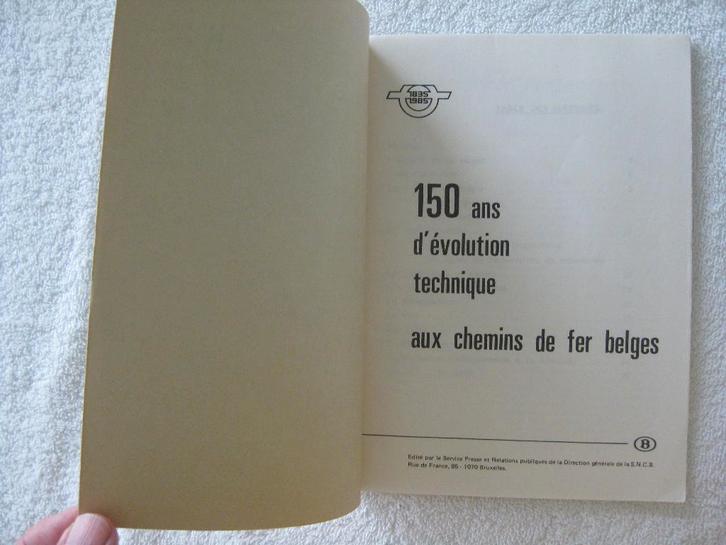 1835
1985
150 ans
d'évolution
technique
aux chemins de fer belges
B
Edité par le Service Presse et Relations publiques de la Direction générale de la S.N.C.B.
Rue de France, 85 - 1070 Bruxelles.